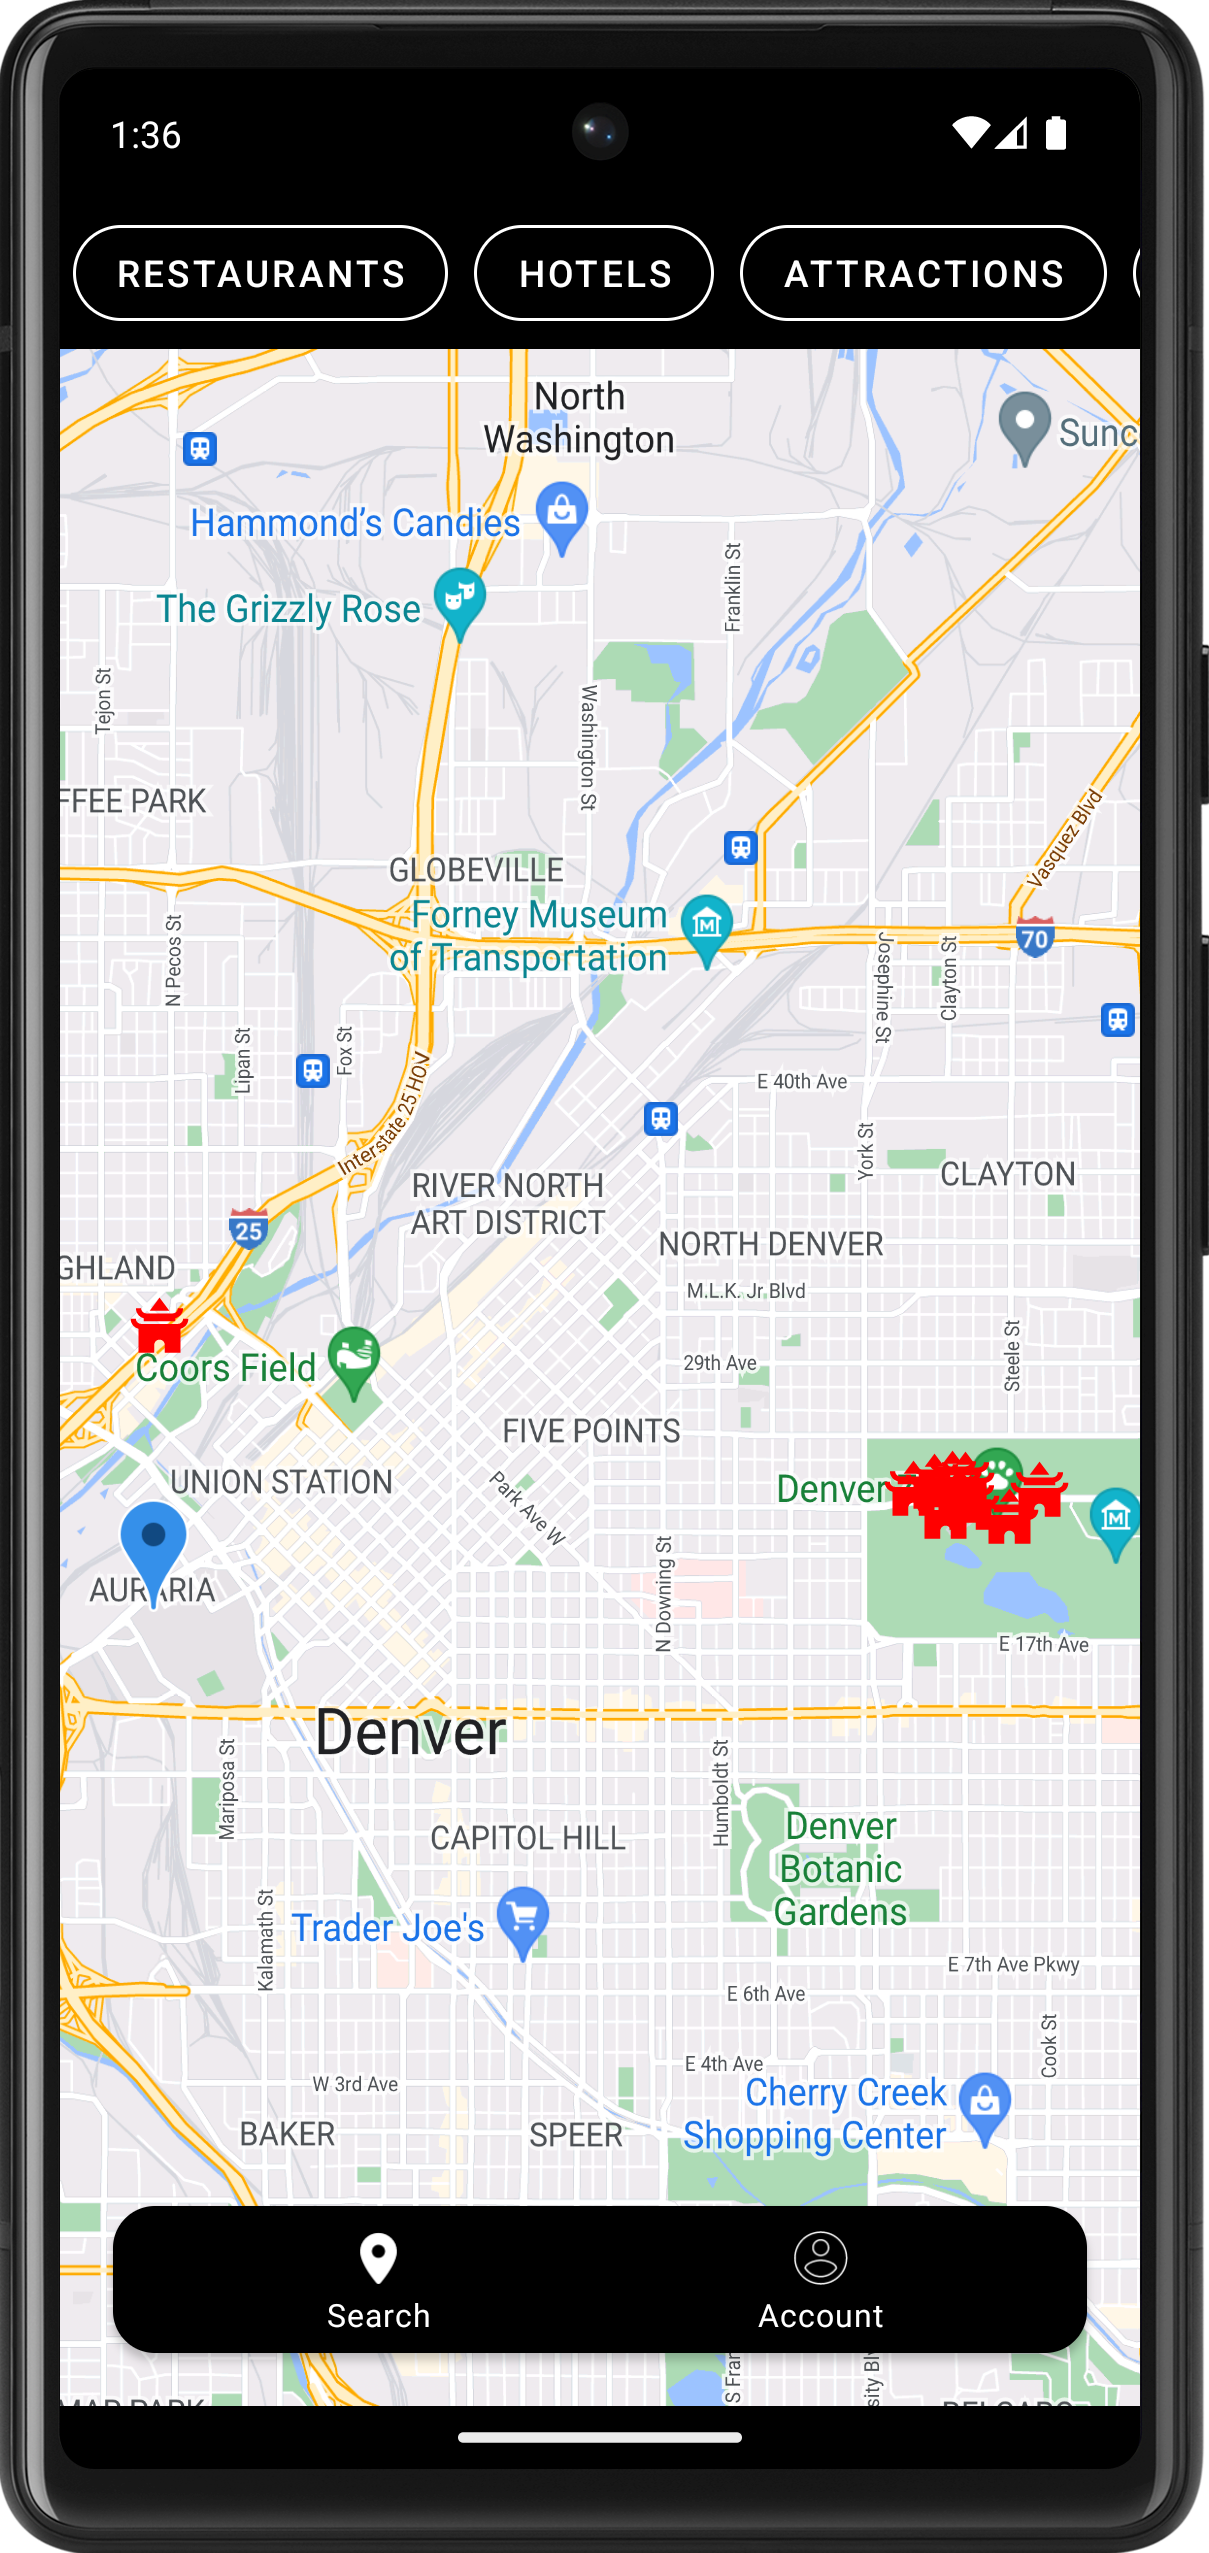 1:36
RESTAURANTS
HOTELS
ATTRACTIONS
North
Washington
Sunc
Hammond's Candies
The Grizzly Rose
Franklin St
Tejon St
Washington St
FFEE PARK
Vasquez Blvd
GLOBEVILLE
Forney Museum
of Transportation
70
N Pecos St
Josephine St
Clayton St
Lipan St
Fox St
Interstate 25 HOV
E 40th Ave
York St
CLAYTON
RIVER NORTH
ART DISTRICT
25
NORTH DENVER
GHLAND
M.L.K. Jr Blvd
Steele St
Coors Field
29th Ave
FIVE POINTS
UNION STATION
Park Ave W
Denver
AURARIA
N Downing St
E 17th Ave
Denver
Mariposa St
Humboldt St
CAPITOL HILL
Denver
Botanic
Gardens
Kalamath St
Trader Joe's
E 7th Ave Pkwy
E 6th Ave
Cook St
E 4th Ave
W 3rd Ave
Cherry Creek
Shopping Center
BAKER
SPEER
Search
Account
S Fran
sity Bl